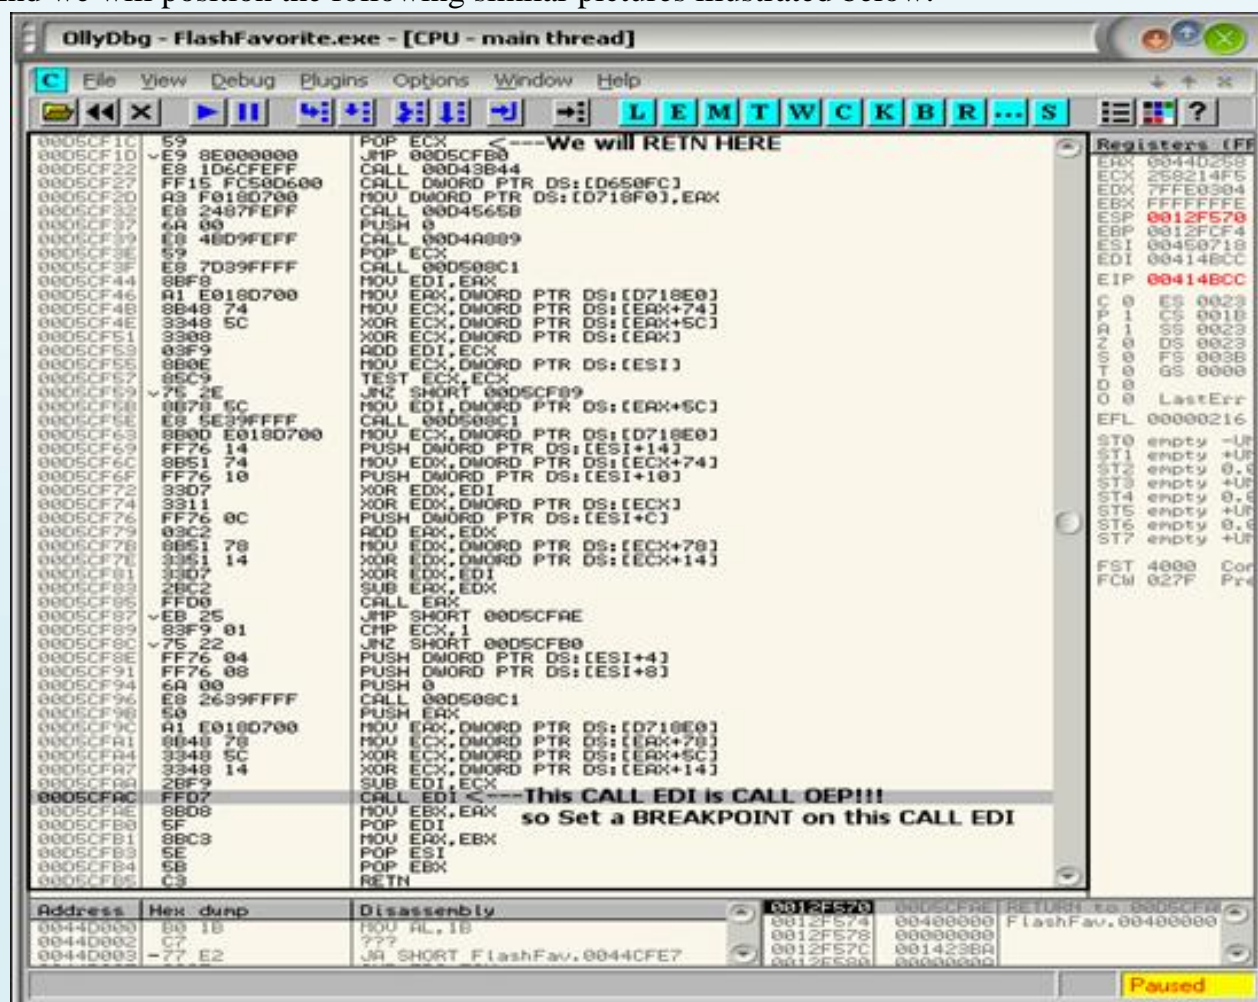 and we will position the following similar pictures illustrated below:
OllyDbg - FlashFavorite.exe - [CPU - main thread]
C File View Debug Plugins Options Window Help
L E M T W C K B R ... S ?
00D5CF1C 59 POP ECX <---We will RETN HERE
00D5CF1D E9 8E000000 JMP 00D5CFB0
00D5CF22 E8 1D6CFEFF CALL 00D43B44
00D5CF27 FF15 FC50D600 CALL DWORD PTR DS:[D650FC]
00D5CF2D A3 F018D700 MOV DWORD PTR DS:[D718F0],EAX
00D5CF32 E8 2487FEFF CALL 00D4565B
00D5CF37 6A 00 PUSH 0
00D5CF39 E8 4BD9FEFF CALL 00D4A889
00D5CF3E 59 POP ECX
00D5CF3F E8 7D39FFFF CALL 00D508C1
00D5CF44 8BF8 MOV EDI,EAX
00D5CF46 A1 E018D700 MOV EAX,DWORD PTR DS:[D718E0]
00D5CF4B 8B48 74 MOV ECX,DWORD PTR DS:[EAX+74]
00D5CF4E 3348 5C XOR ECX,DWORD PTR DS:[EAX+5C]
00D5CF51 3308 XOR ECX,DWORD PTR DS:[EAX]
00D5CF53 03F9 ADD EDI,ECX
00D5CF55 8B0E MOV ECX,DWORD PTR DS:[ESI]
00D5CF57 85C9 TEST ECX,ECX
00D5CF59 75 2E JNZ SHORT 00D5CF89
00D5CF5B 8B78 5C MOV EDI,DWORD PTR DS:[EAX+5C]
00D5CF5E E8 5E39FFFF CALL 00D508C1
00D5CF63 8B0D E018D700 MOV ECX,DWORD PTR DS:[D718E0]
00D5CF69 FF76 14 PUSH DWORD PTR DS:[ESI+14]
00D5CF6C 8B51 74 MOV EDX,DWORD PTR DS:[ECX+74]
00D5CF6F FF76 10 PUSH DWORD PTR DS:[ESI+10]
00D5CF72 33D7 XOR EDX,EDI
00D5CF74 3311 XOR EDX,DWORD PTR DS:[ECX]
00D5CF76 FF76 0C PUSH DWORD PTR DS:[ESI+C]
00D5CF79 03C2 ADD EAX,EDX
00D5CF7B 8B51 78 MOV EDX,DWORD PTR DS:[ECX+78]
00D5CF7E 3351 14 XOR EDX,DWORD PTR DS:[ECX+14]
00D5CF81 33D7 XOR EDX,EDI
00D5CF83 2BC2 SUB EAX,EDX
00D5CF85 FFD0 CALL EAX
00D5CF87 EB 25 JMP SHORT 00D5CFAE
00D5CF89 83F9 01 CMP ECX,1
00D5CF8C 75 22 JNZ SHORT 00D5CFB0
00D5CF8E FF76 04 PUSH DWORD PTR DS:[ESI+4]
00D5CF91 FF76 08 PUSH DWORD PTR DS:[ESI+8]
00D5CF94 6A 00 PUSH 0
00D5CF96 E8 2639FFFF CALL 00D508C1
00D5CF9B 50 PUSH EAX
00D5CF9C A1 E018D700 MOV EAX,DWORD PTR DS:[D718E0]
00D5CFA1 8B48 78 MOV ECX,DWORD PTR DS:[EAX+78]
00D5CFA4 3348 5C XOR ECX,DWORD PTR DS:[EAX+5C]
00D5CFA7 3348 14 XOR ECX,DWORD PTR DS:[EAX+14]
00D5CFAA 2BF9 SUB EDI,ECX
00D5CFAC FFD7 CALL EDI <---This CALL EDI is CALL OEP!!!
00D5CFAE 8BD8 MOV EBX,EAX so Set a BREAKPOINT on this CALL EDI
00D5CFB0 5F POP EDI
00D5CFB1 8BC3 MOV EAX,EBX
00D5CFB3 5E POP ESI
00D5CFB4 5B POP EBX
00D5CFB5 C3 RETN
Registers (FP
EAX 0044D258
ECX 258214F5
EDX 7FFE0304
EBX FFFFFFFE
ESP 0012F570
EBP 0012FCF4
ESI 00450718
EDI 00414BCC
EIP 00414BCC
C 0 ES 0023
P 1 CS 001B
A 1 SS 0023
Z 0 DS 0023
S 0 FS 003B
T 0 GS 0000
D 0
O 0 LastErr
EFL 00000216
ST0 empty -UN
ST1 empty +UN
ST2 empty 0.0
ST3 empty +UN
ST4 empty 0.0
ST5 empty +UN
ST6 empty 0.0
ST7 empty +UN
FST 4000 Con
FCW 027F Pre
Address Hex dump Disassembly
0044D000 B0 1B MOV AL,1B
0044D002 C7 ???
0044D003 -77 E2 JA SHORT FlashFav.0044CFE7
0012F570 00D5CFAE RETURN to 00D5CFA
0012F574 00400000 FlashFav.00400000
0012F578 00000000
0012F57C 001423BA
0012F580 0000000A
Paused